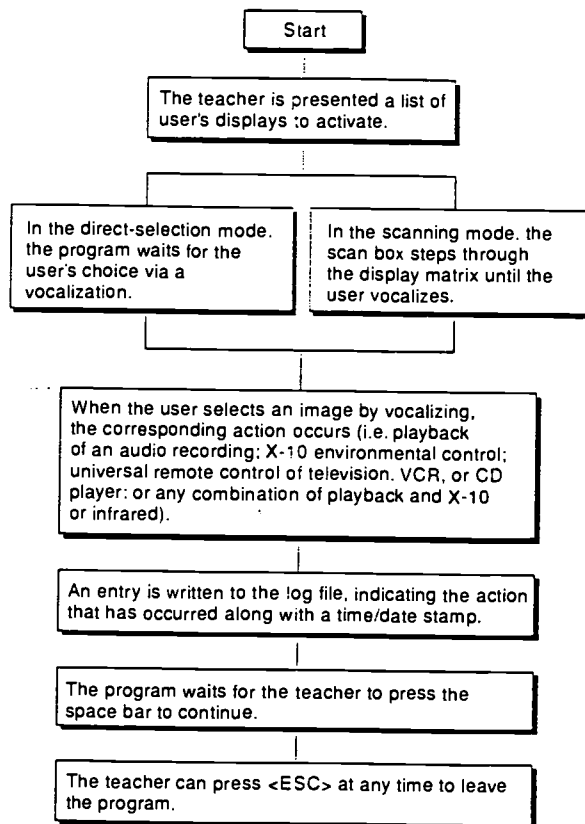 Start
The teacher is presented a list of
user's displays to activate.
In the direct-selection mode.
the program waits for the
user's choice via a
vocalization.
In the scanning mode. the
scan box steps through
the display matrix until the
user vocalizes.
When the user selects an image by vocalizing,
the corresponding action occurs (i.e. playback
of an audio recording; X-10 environmental control;
universal remote control of television. VCR, or CD
player: or any combination of playback and X-10
or infrared).
An entry is written to the log file, indicating the action
that has occurred along with a time/date stamp.
The program waits for the teacher to press the
space bar to continue.
The teacher can press <ESC> at any time to leave
the program.